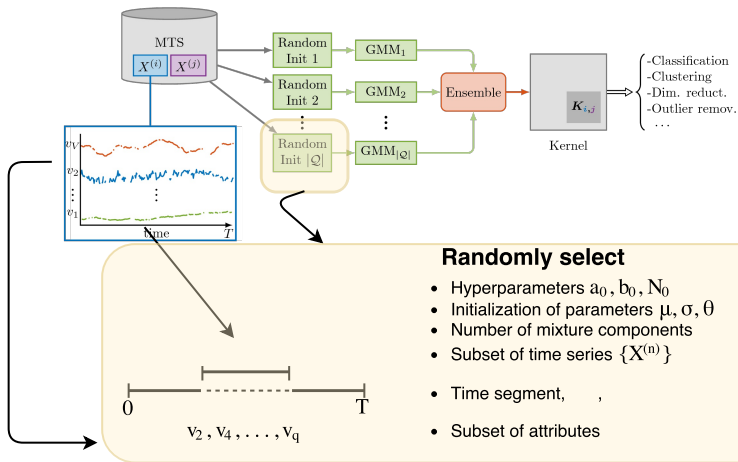 MTS
X^(i) X^(j)
Random
Init 1
GMM_1
Random
Init 2
GMM_2
Random
Init |Q|
GMM_|Q|
Ensemble
K_i,j
Kernel
-Classification
-Clustering
-Dim. reduct.
-Outlier remov.
...
v_V
v_2
v_1
time
T
Randomly select
• Hyperparameters a_0, b_0, N_0
• Initialization of parameters μ, σ, θ
• Number of mixture components
• Subset of time series {X^(n)}
• Time segment, ,
• Subset of attributes
0 T
v_2, v_4, ..., v_q